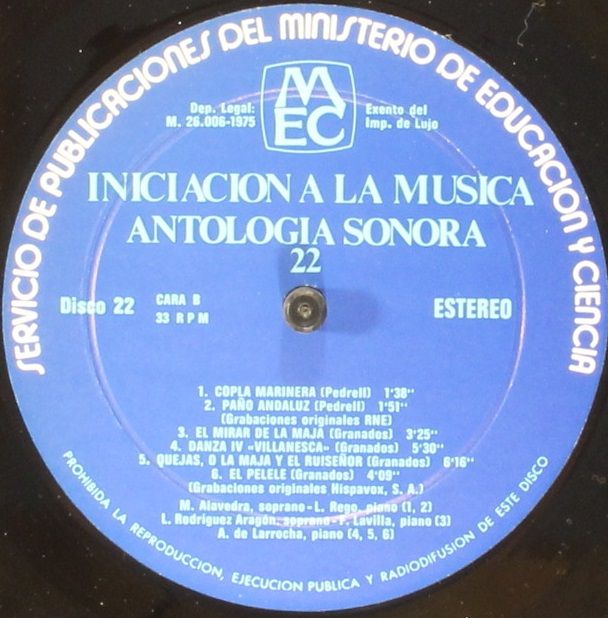 SERVICIO DE PUBLICACIONES DEL MINISTERIO DE EDUCACION Y CIENCIA
MEC
Dep. Legal:
M. 26.006-1975
Exento del
Imp. de Lujo
INICIACION A LA MUSICA
ANTOLOGIA SONORA
22
Disco 22
CARA B
33 RPM
ESTEREO
1. COPLA MARINERA (Pedrell) 1'38"
2. PAÑO ANDALUZ (Pedrell) 1'51"
(Grabaciones originales RNE)
3. EL MIRAR DE LA MAJA (Granados) 3'25"
4. DANZA IV «VILLANESCA» (Granados) 5'30"
5. QUEJAS, O LA MAJA Y EL RUISEÑOR (Granados) 6'16"
6. EL PELELE (Granados) 4'09"
(Grabaciones originales Hispavox, S. A.)
M. Alavedra, soprano-L. Rego, piano (1, 2)
L. Rodríguez Aragón, soprano-F. Lavilla, piano (3)
A. de Larrocha, piano (4, 5, 6)
PROHIBIDA LA REPRODUCCION, EJECUCION PUBLICA Y RADIODIFUSION DE ESTE DISCO